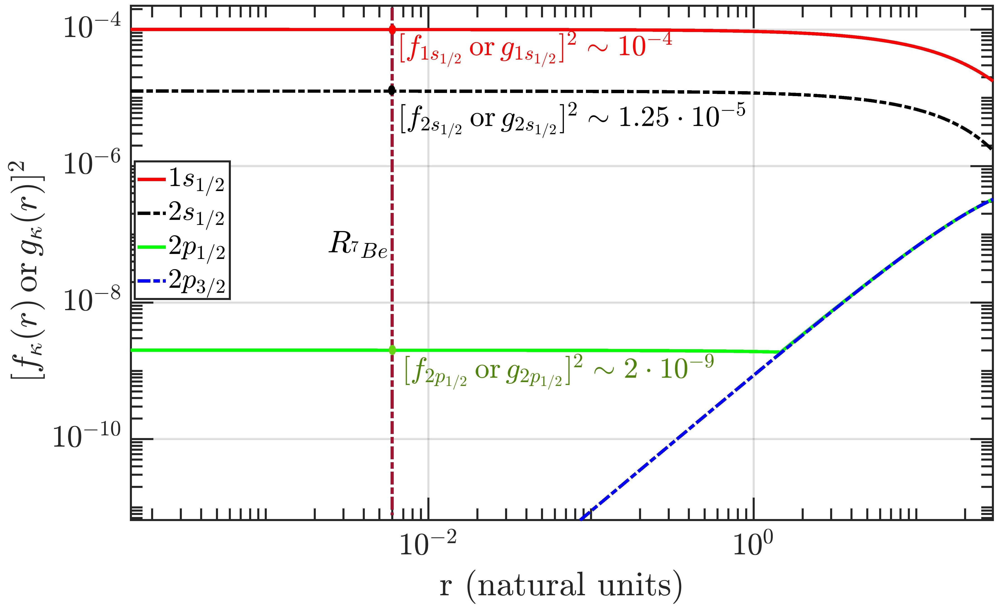 [f_κ(r) or g_κ(r)]²
10⁻⁴
10⁻⁶
10⁻⁸
10⁻¹⁰
[f_{1s_{1/2}} or g_{1s_{1/2}}]² ∼ 10⁻⁴
[f_{2s_{1/2}} or g_{2s_{1/2}}]² ∼ 1.25 · 10⁻⁵
1s_{1/2}
2s_{1/2}
2p_{1/2}
2p_{3/2}
R_{⁷Be}
[f_{2p_{1/2}} or g_{2p_{1/2}}]² ∼ 2 · 10⁻⁹
10⁻² 10⁰
r (natural units)